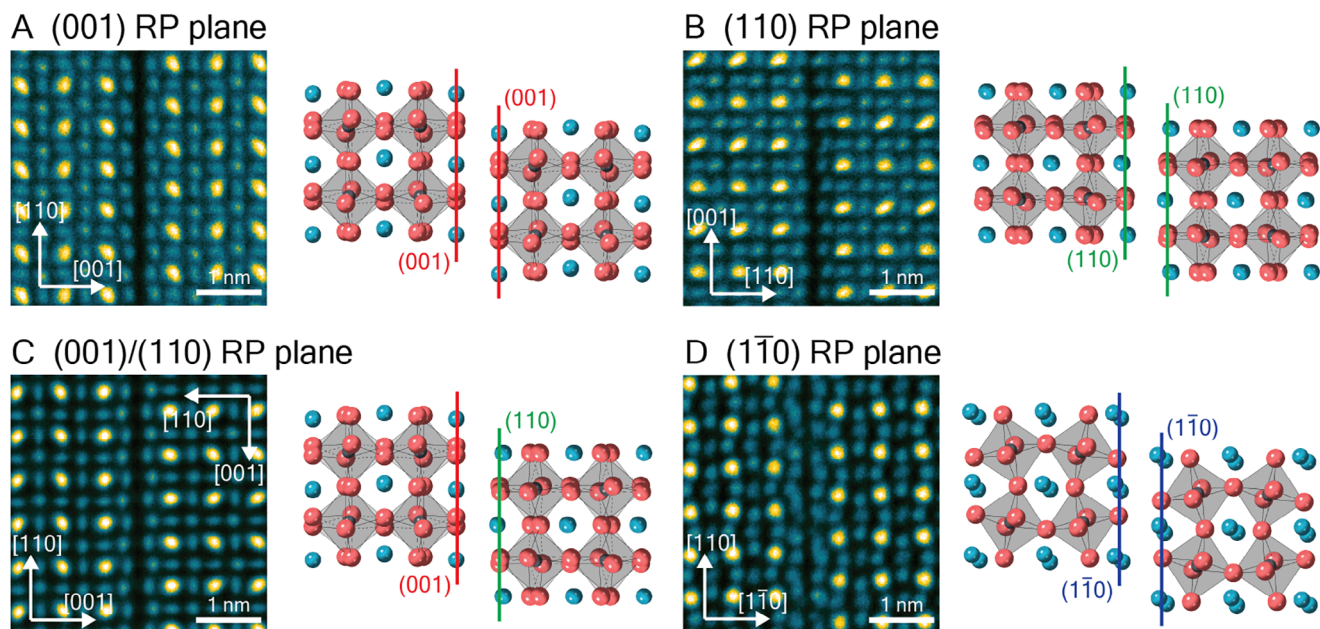 A (001) RP plane
[110]
[001]
1 nm
(001)
(001)
B (110) RP plane
[001]
[110]
1 nm
(110)
(110)
C (001)/(110) RP plane
[110]
[001]
[110]
[001]
1 nm
(110)
(001)
D (11̅0) RP plane
[110]
[11̅0]
1 nm
(11̅0)
(11̅0)